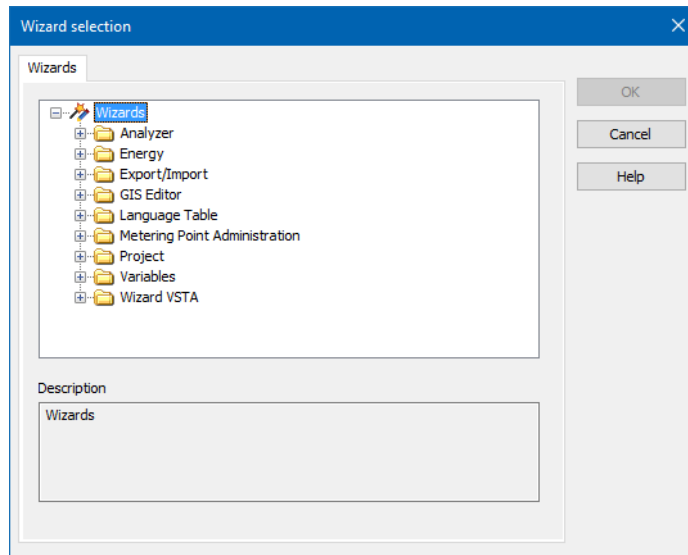 Wizard selection
Wizards
Wizards
Analyzer
Energy
Export/Import
GIS Editor
Language Table
Metering Point Administration
Project
Variables
Wizard VSTA
OK
Cancel
Help
Description
Wizards